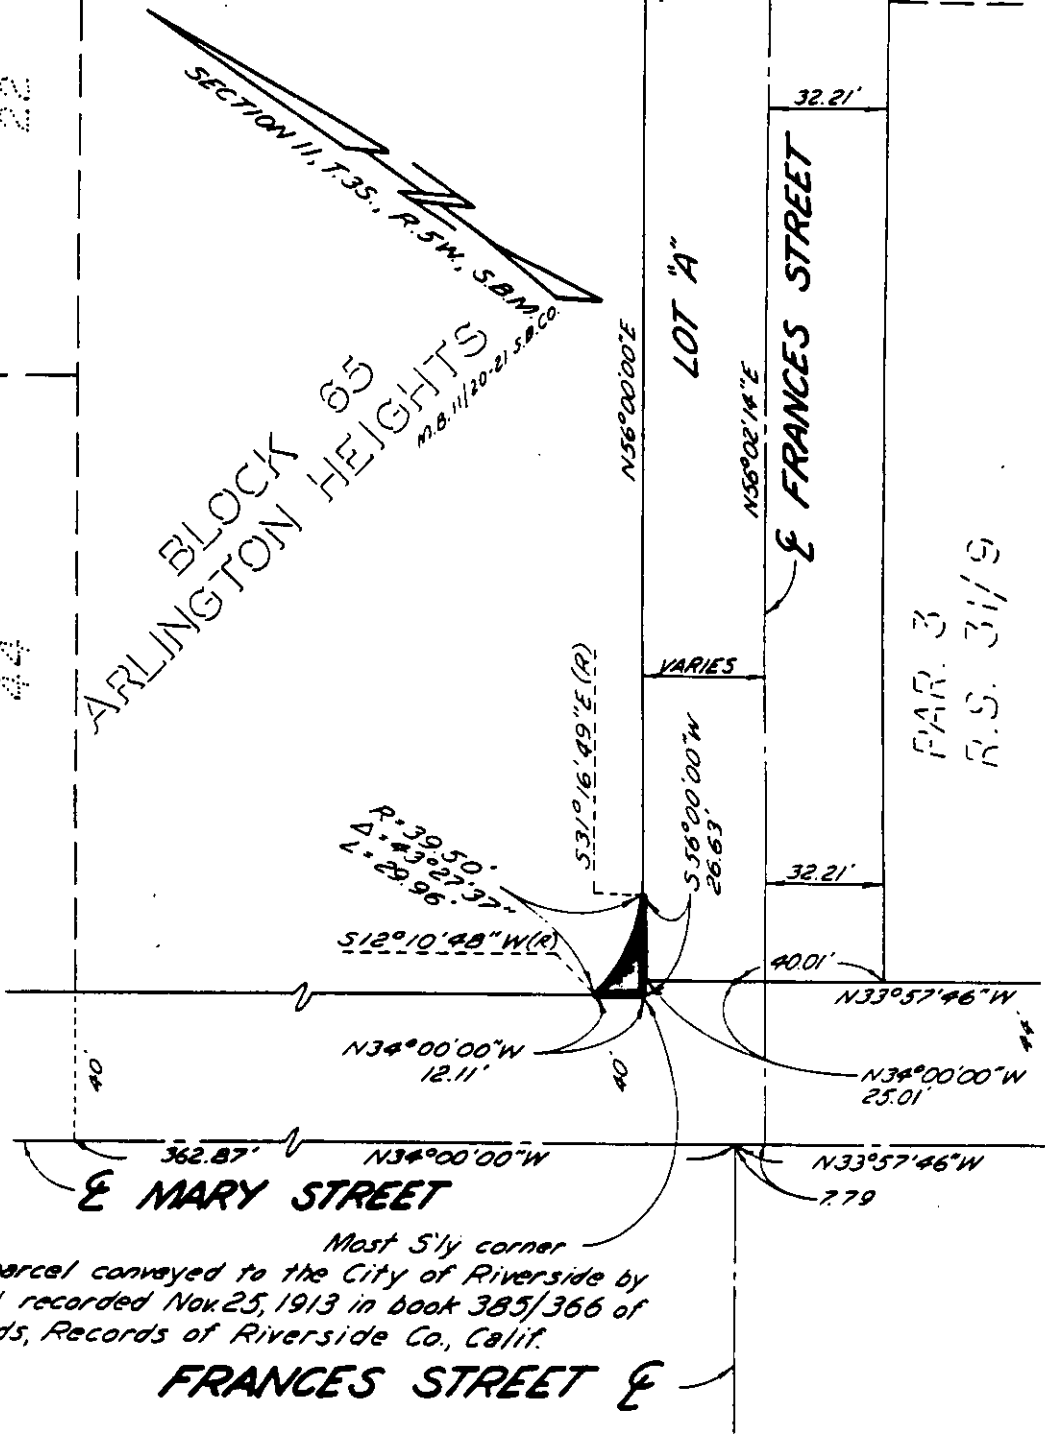 22
44
SECTION 11, T.3S., R.5W., S.B.M.
BLOCK 65
ARLINGTON HEIGHTS
M.B. 11/20-21 S.B.CO.
N56°00'00"E
LOT "A"
32.21'
N56°02'14"E
℄ FRANCES STREET
PAR. 3
R.S. 31/9
VARIES
S31°16'49"E (R)
S56°00'00"W
26.63'
R=39.50'
Δ=43°27'37"
L=29.96'
S12°10'48"W(R)
32.21'
40.01'
N33°57'46"W
44'
N34°00'00"W
12.11'
40'
40'
N34°00'00"W
25.01'
362.87'
N34°00'00"W
N33°57'46"W
7.79
℄ MARY STREET
Most S'ly corner
arcel conveyed to the City of Riverside by
recorded Nov. 25, 1913 in book 385/366 of
ds, Records of Riverside Co., Calif.
FRANCES STREET ℄